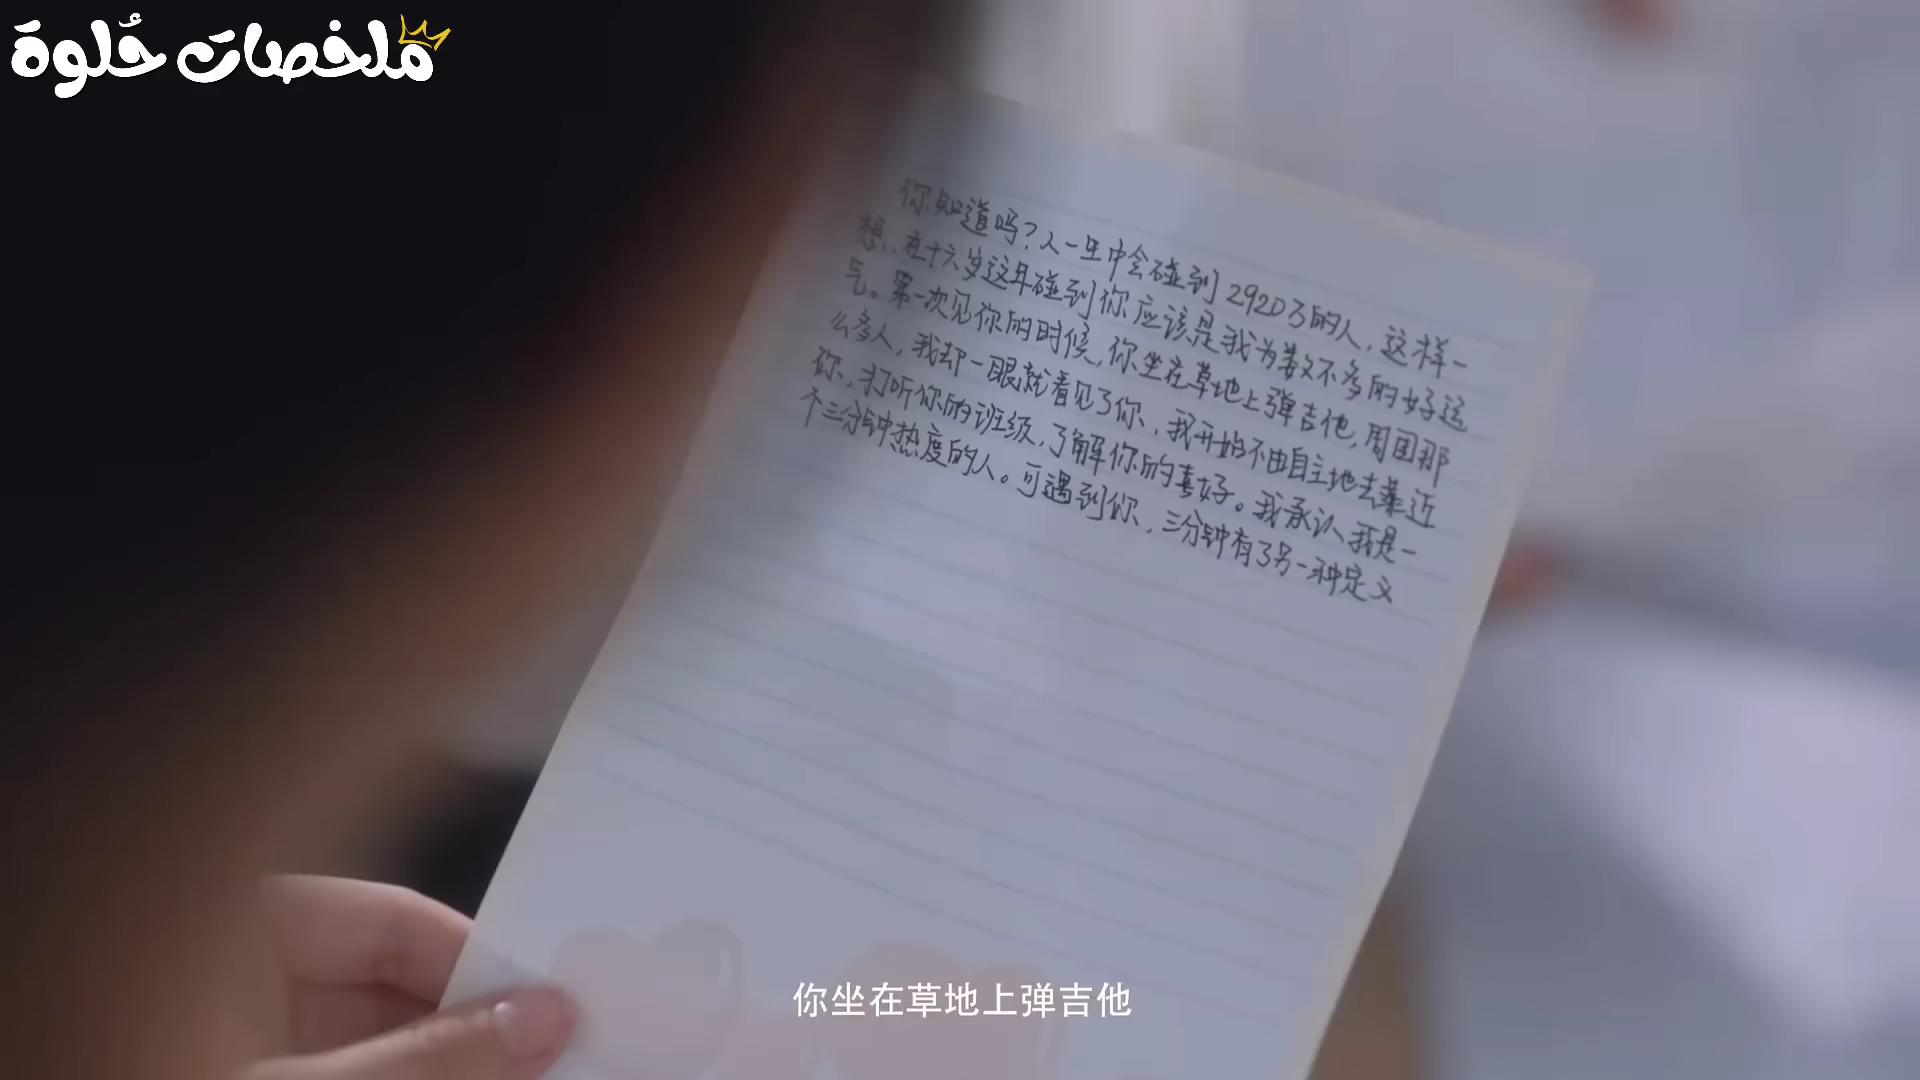 ملخصات حُلوة
你知道吗？人一生中会碰到2920万的人，这样一
想，在十六岁这年碰到你应该是我为数不多的好运
气。第一次见你的时候，你坐在草地上弹吉他，周围那
么多人，我却一眼就看见了你，我开始不由自主地去靠近
你，打听你的班级，了解你的喜好。我承认我是一
个三分钟热度的人。可遇到你，三分钟有了另一种定义
你坐在草地上弹吉他